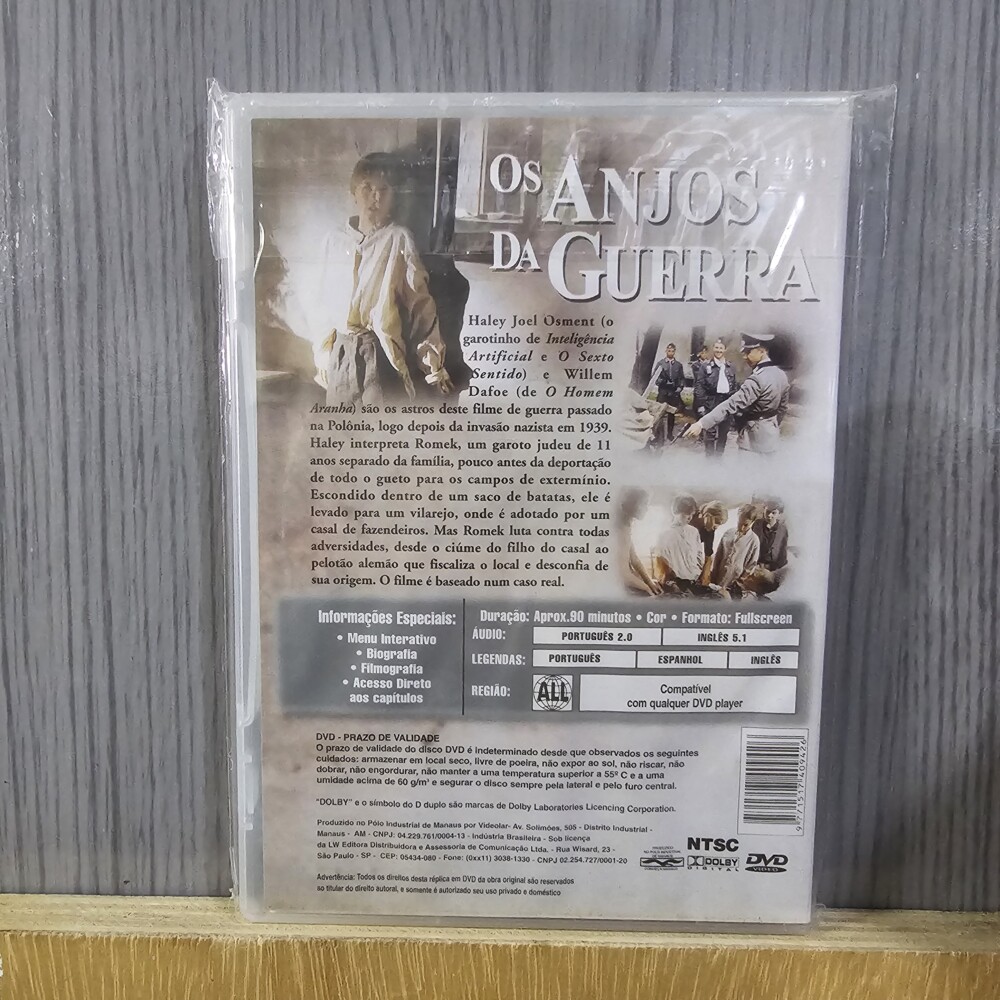 OS ANJOS
DA GUERRA
Haley Joel Osment (o
garotinho de Inteligência
Artificial e O Sexto
Sentido) e Willem
Dafoe (de O Homem
Aranha) são os astros deste filme de guerra passado
na Polônia, logo depois da invasão nazista em 1939.
Haley interpreta Romek, um garoto judeu de 11
anos separado da família, pouco antes da deportação
de todo o gueto para os campos de extermínio.
Escondido dentro de um saco de batatas, ele é
levado para um vilarejo, onde é adotado por um
casal de fazendeiros. Mas Romek luta contra todas
adversidades, desde o ciúme do filho do casal ao
pelotão alemão que fiscaliza o local e desconfia de
sua origem. O filme é baseado num caso real.
Informações Especiais:
• Menu Interativo
• Biografia
• Filmografia
• Acesso Direto
aos capítulos
Duração: Aprox.90 minutos • Cor • Formato: Fullscreen
ÁUDIO: PORTUGUÊS 2.0 INGLÊS 5.1
LEGENDAS: PORTUGUÊS ESPANHOL INGLÊS
REGIÃO: ALL
Compatível
com qualquer DVD player
DVD - PRAZO DE VALIDADE
O prazo de validade do disco DVD é indeterminado desde que observados os seguintes
cuidados: armazenar em local seco, livre de poeira, não expor ao sol, não riscar, não
dobrar, não engordurar, não manter a uma temperatura superior a 55º C e a uma
umidade acima de 60 g/m³ e segurar o disco sempre pela lateral e pelo furo central.
"DOLBY" e o símbolo do D duplo são marcas de Dolby Laboratories Licencing Corporation.
Produzido no Pólo Industrial de Manaus por Videolar- Av. Solimões, 505 - Distrito Industrial -
Manaus - AM - CNPJ: 04.229.761/0004-13 - Indústria Brasileira - Sob licença
da LW Editora Distribuidora e Assessoria de Comunicação Ltda. - Rua Wisard, 23 -
São Paulo - SP - CEP: 05434-080 - Fone: (0xx11) 3038-1330 - CNPJ 02.254.727/0001-20
Advertência: Todos os direitos desta réplica em DVD da obra original são reservados
ao titular do direito autoral, e somente é autorizado seu uso privado e doméstico
9 771517 409426
NTSC
DOLBY
DIGITAL
DVD
VIDEO